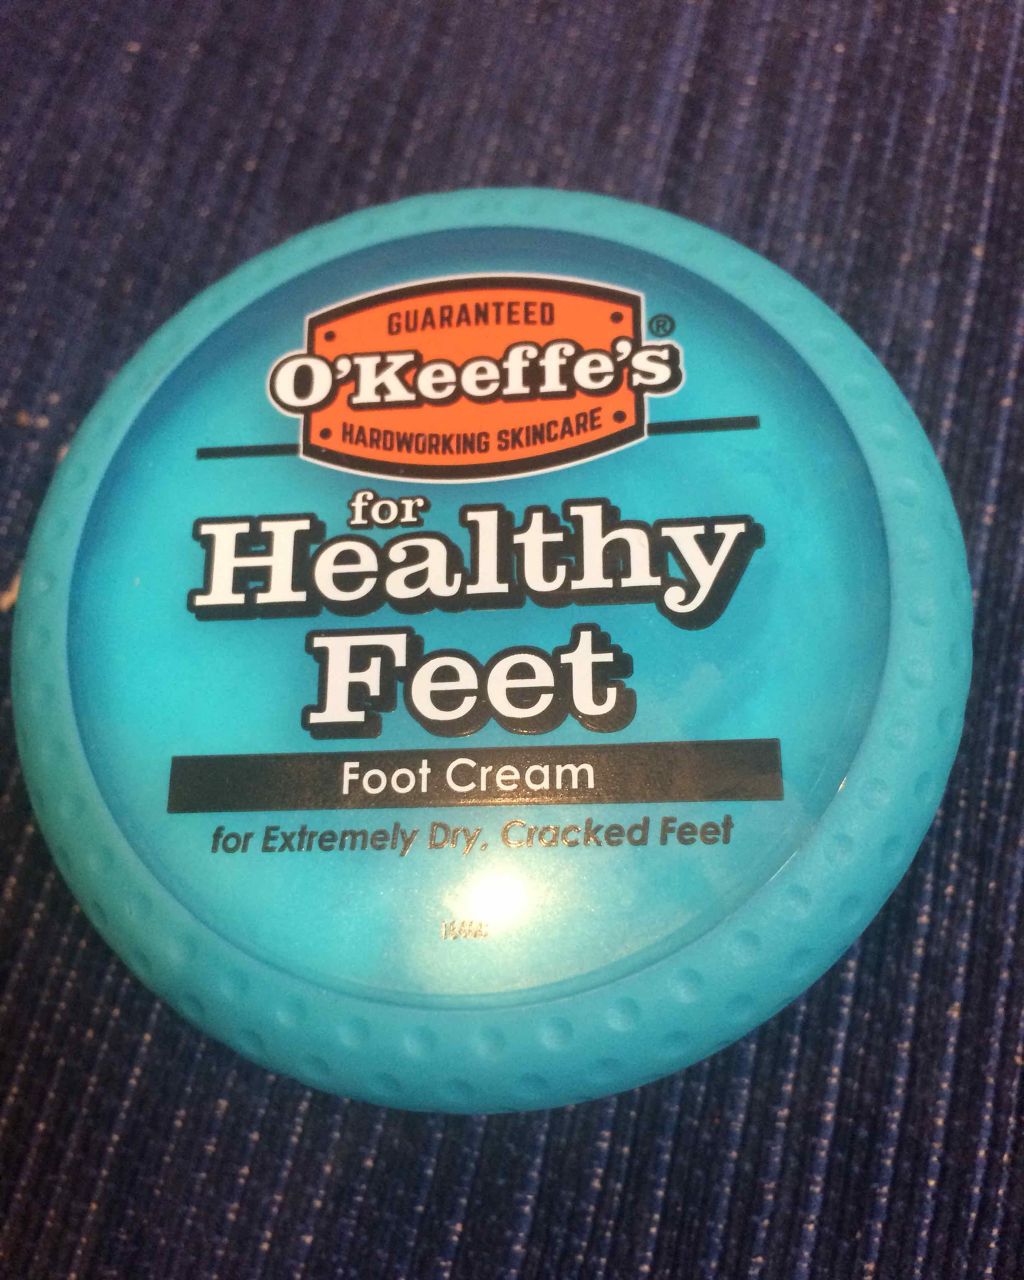 GUARANTEED
O'Keeffe's®
HARDWORKING SKINCARE
for
Healthy
Feet
Foot Cream
for Extremely Dry, Cracked Feet